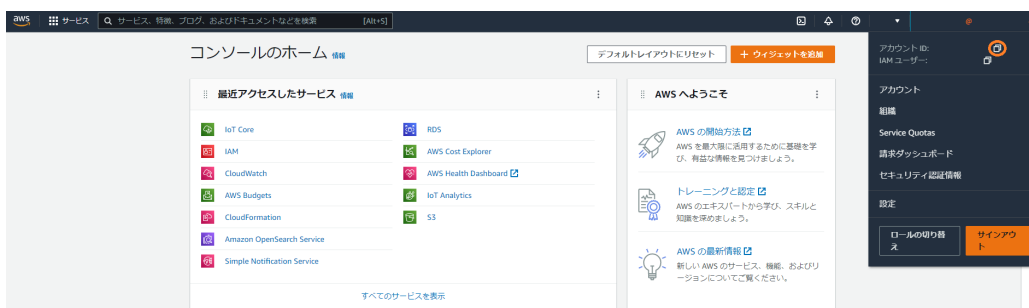 aws サービス サービス、特徴、ブログ、およびドキュメントなどを検索 [Alt+S] @
コンソールのホーム 情報
デフォルトレイアウトにリセット
＋ ウィジェットを追加
最近アクセスしたサービス 情報
IoT Core
IAM
CloudWatch
AWS Budgets
CloudFormation
Amazon OpenSearch Service
Simple Notification Service
RDS
AWS Cost Explorer
AWS Health Dashboard
IoT Analytics
S3
すべてのサービスを表示
AWS へようこそ
AWS の開始方法
AWS を最大限に活用するために基礎を学
び、有益な情報を見つけましょう。
トレーニングと認定
AWS のエキスパートから学び、スキルと
知識を深めましょう。
AWS の最新情報
新しい AWS のサービス、機能、およびリ
ージョンについてご覧ください。
アカウント ID:
IAM ユーザー:
アカウント
組織
Service Quotas
請求ダッシュボード
セキュリティ認証情報
設定
ロールの切り替
え
サインアウ
ト